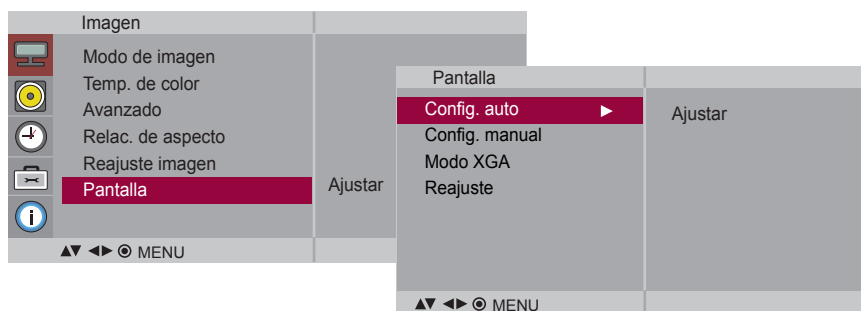 Imagen
Modo de imagen
Temp. de color
Avanzado
Relac. de aspecto
Reajuste imagen
Pantalla
Ajustar
▲▼ ◄► ◉ MENU
Pantalla
Config. auto ►
Ajustar
Config. manual
Modo XGA
Reajuste
▲▼ ◄► ◉ MENU